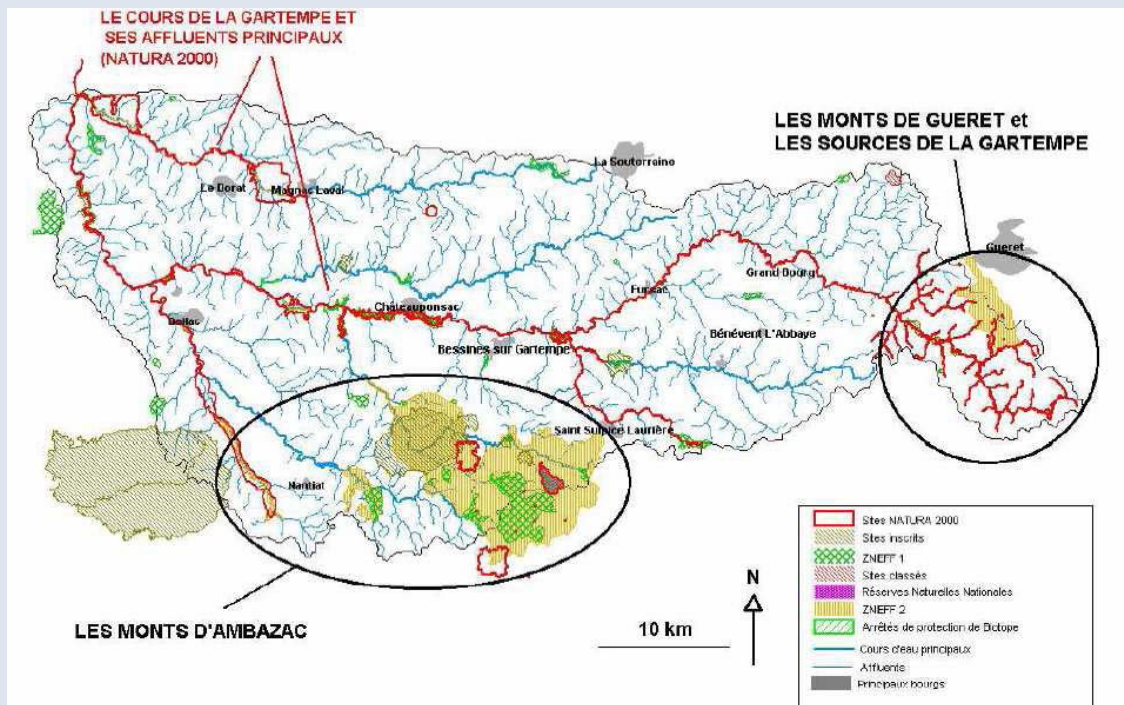 LE COURS DE LA GARTEMPE ET
SES AFFLUENTS PRINCIPAUX
(NATURA 2000)
LES MONTS DE GUERET et
LES SOURCES DE LA GARTEMPE
La Souterraine
Le Dorat
Magnac Laval
Gueret
Grand Bourg
Fursac
Châteauponsac
Bellac
Bessines sur Gartempe
Bénévent L'Abbaye
Saint Sulpice Laurière
Nantiat
LES MONTS D'AMBAZAC
10 km
N
Sites NATURA 2000
Sites inscrits
ZNEFF 1
Sites classés
Réserves Naturelles Nationales
ZNEFF 2
Arrêtés de protection de Biotope
Cours d'eau principaux
Affluents
Principaux bourgs